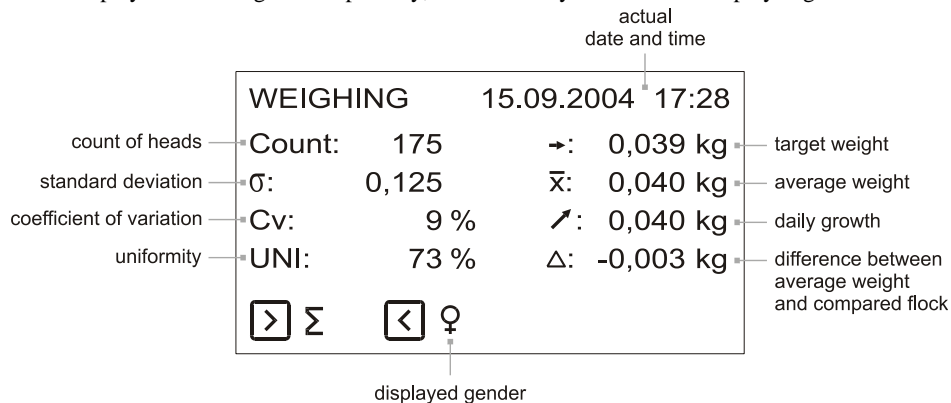 actual
date and time
WEIGHING 15.09.2004 17:28
count of heads Count: 175 →: 0,039 kg target weight
standard deviation σ: 0,125 x̅: 0,040 kg average weight
coefficient of variation Cv: 9 % ↗: 0,040 kg daily growth
uniformity UNI: 73 % △: -0,003 kg difference between
average weight
and compared flock
> Σ < ♀
displayed gender